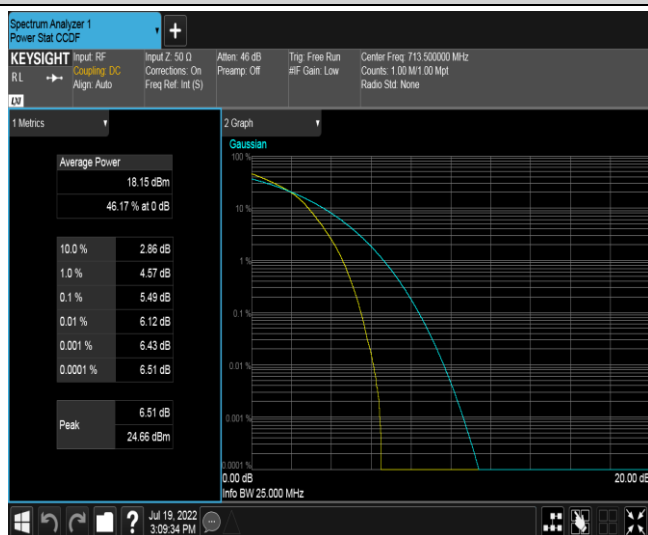 Spectrum Analyzer 1
Power Stat CCDF
+
KEYSIGHT
Input: RF
Input Z: 50 Ω
Atten: 46 dB
Trig: Free Run
Center Freq: 713.500000 MHz
RL
Coupling: DC
Corrections: On
Preamp: Off
#IF Gain: Low
Counts: 1.00 M/1.00 Mpt
Align: Auto
Freq Ref: Int (S)
Radio Std: None
LXI
1 Metrics
2 Graph
Average Power
18.15 dBm
46.17 % at 0 dB
10.0 % 2.86 dB
1.0 % 4.57 dB
0.1 % 5.49 dB
0.01 % 6.12 dB
0.001 % 6.43 dB
0.0001 % 6.51 dB
Peak
6.51 dB
24.66 dBm
Gaussian
100 %
10 %
1 %
0.1 %
0.01 %
0.001 %
0.0001 %
0.00 dB
20.00 dB
Info BW 25.000 MHz
?
Jul 19, 2022
3:09:34 PM